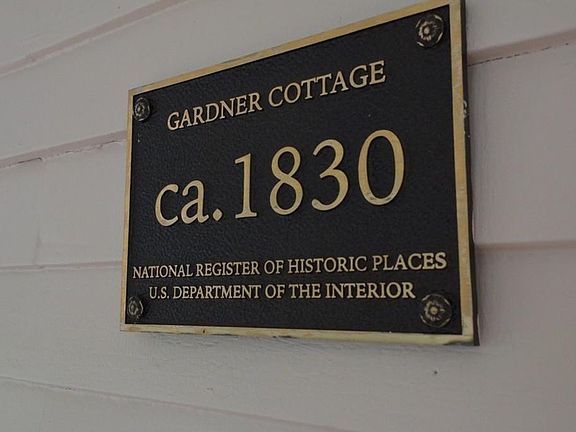 GARDNER COTTAGE
ca. 1830
NATIONAL REGISTER OF HISTORIC PLACES
U.S. DEPARTMENT OF THE INTERIOR